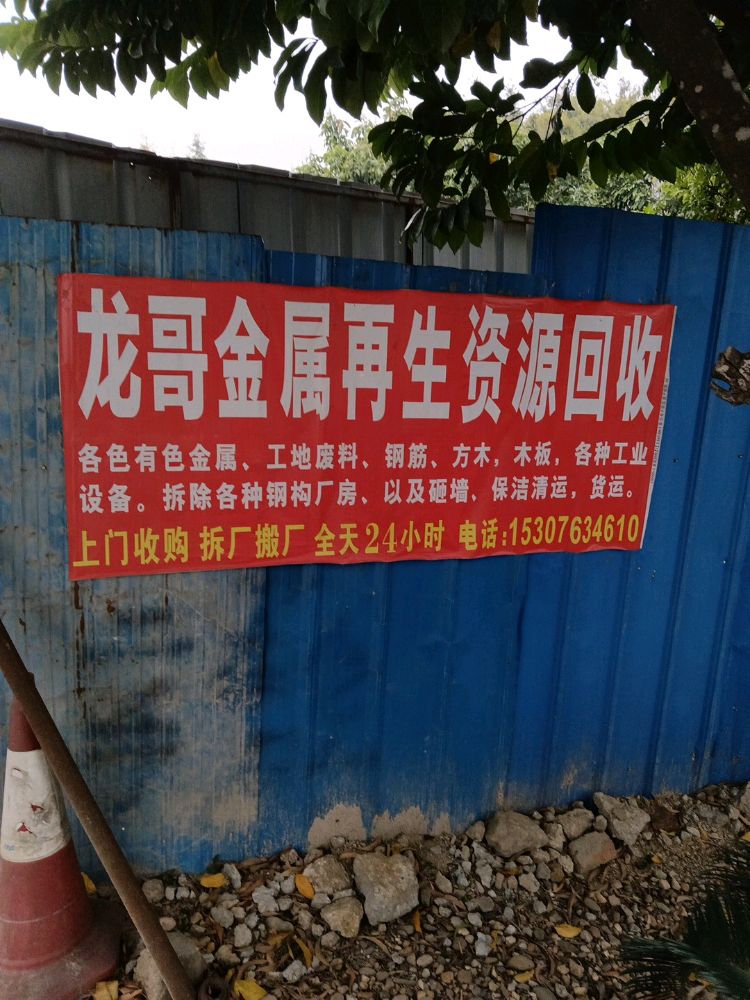 龙哥金属再生资源回收
各色有色金属、工地废料、钢筋、方木，木板，各种工业
设备。拆除各种钢构厂房、以及砸墙、保洁清运，货运。
上门收购 拆厂搬厂 全天24小时 电话:15307634610